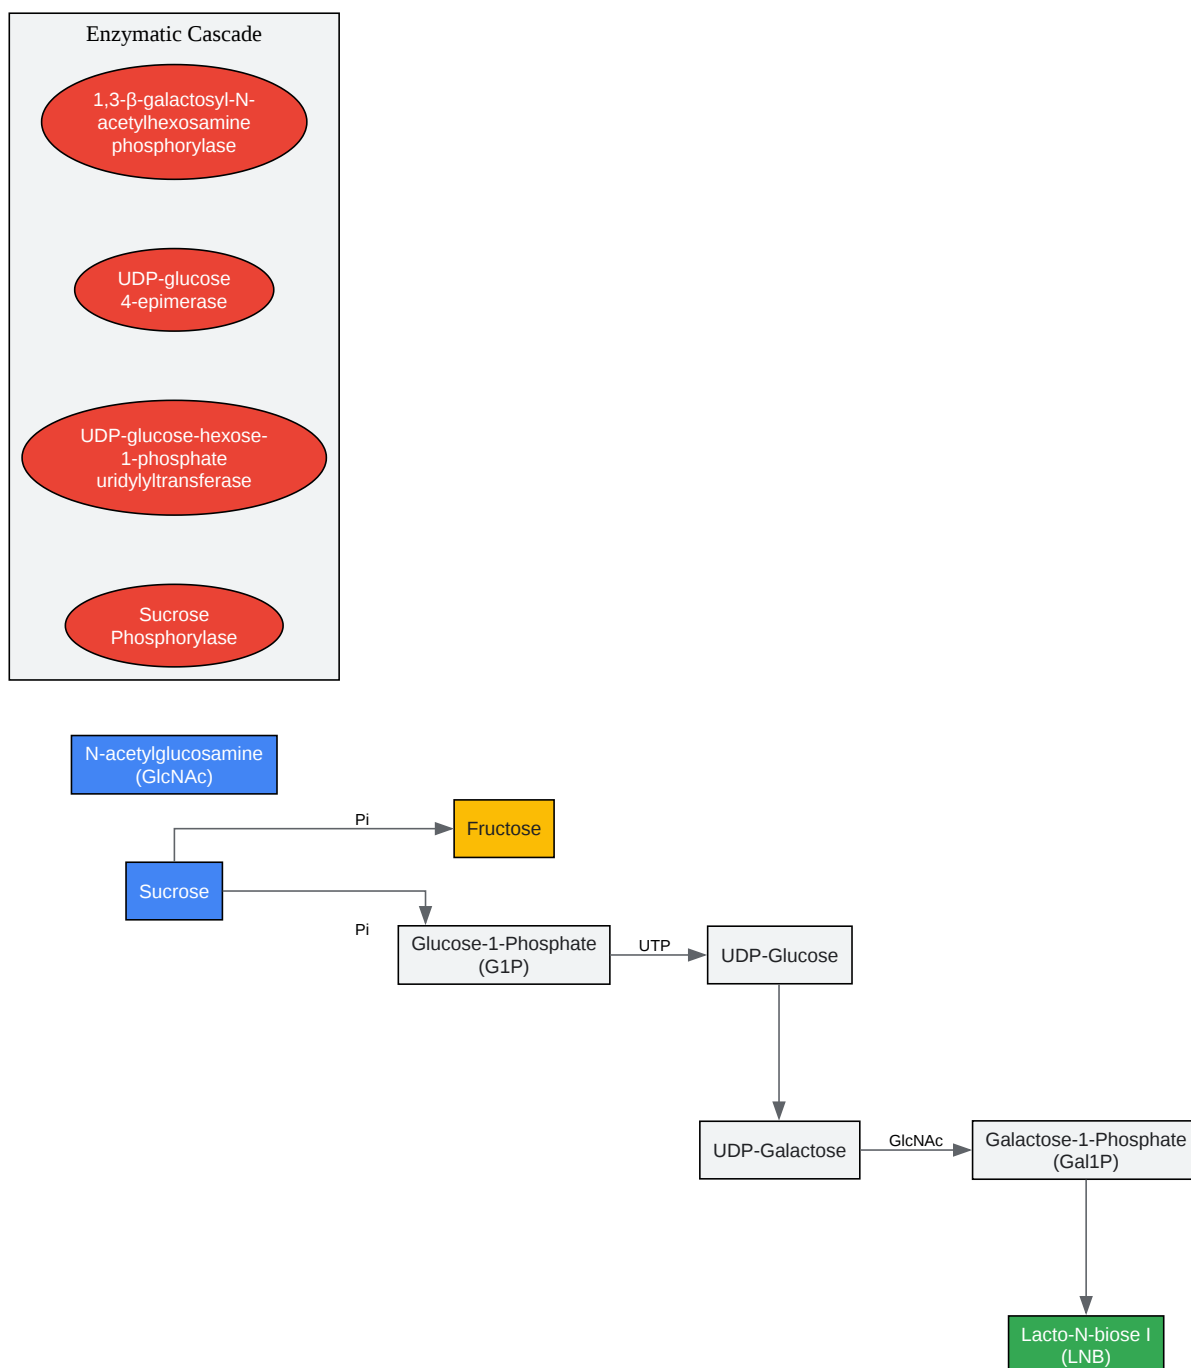 Enzymatic Cascade
1,3-β-galactosyl-N-
acetylhexosamine
phosphorylase
UDP-glucose
4-epimerase
UDP-glucose-hexose-
1-phosphate
uridylyltransferase
Sucrose
Phosphorylase
N-acetylglucosamine
(GlcNAc)
Pi
Fructose
Sucrose
Pi
Glucose-1-Phosphate
(G1P)
UTP
UDP-Glucose
UDP-Galactose
GlcNAc
Galactose-1-Phosphate
(Gal1P)
Lacto-N-biose I
(LNB)